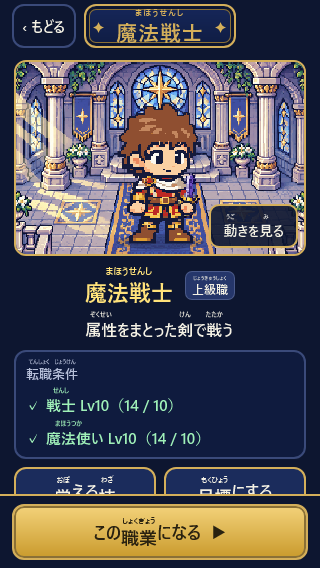 ‹ もどる
まほうせんし
魔法戦士
うご み
動きを見る
まほうせんし
魔法戦士
じょうきゅうしょく
上級職
ぞくせい けん たたか
属性をまとった剣で戦う
てんしょく じょうけん
転職条件
せんし
✓ 戦士 Lv10（14 / 10）
まほうつか
✓ 魔法使い Lv10（14 / 10）
おぼ わざ
覚える技
もくひょう
目標にする
しょくぎょう
この職業になる ▶